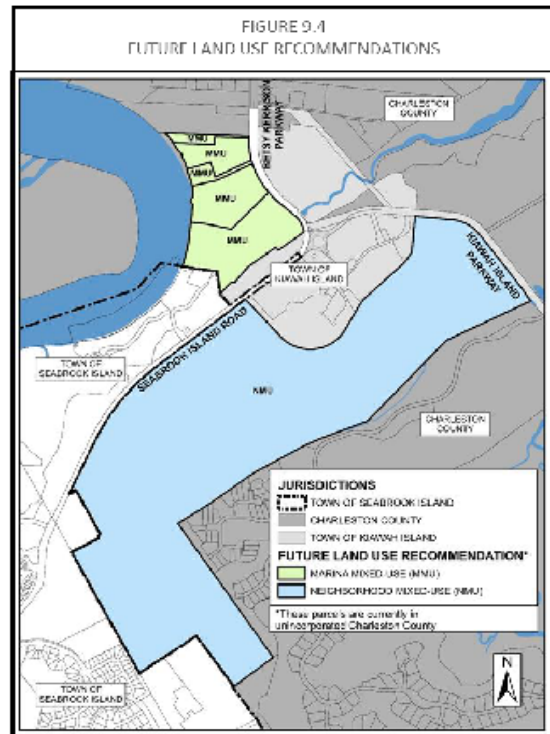 FIGURE 9.4
FUTURE LAND USE RECOMMENDATIONS
CHARLESTON
COUNTY
BETSY KERRISON
PARKWAY
MMU
MMU
MMU
MMU
MMU
KIAWAH ISLAND
PARKWAY
TOWN OF
KIAWAH ISLAND
SEABROOK ISLAND ROAD
TOWN OF
SEABROOK ISLAND
NMU
CHARLESTON
COUNTY
JURISDICTIONS
TOWN OF SEABROOK ISLAND
CHARLESTON COUNTY
TOWN OF KIAWAH ISLAND
FUTURE LAND USE RECOMMENDATION*
MARINA MIXED-USE (MMU)
NEIGHBORHOOD MIXED-USE (NMU)
*These parcels are currently in
unincorporated Charleston County
N
TOWN OF
SEABROOK ISLAND